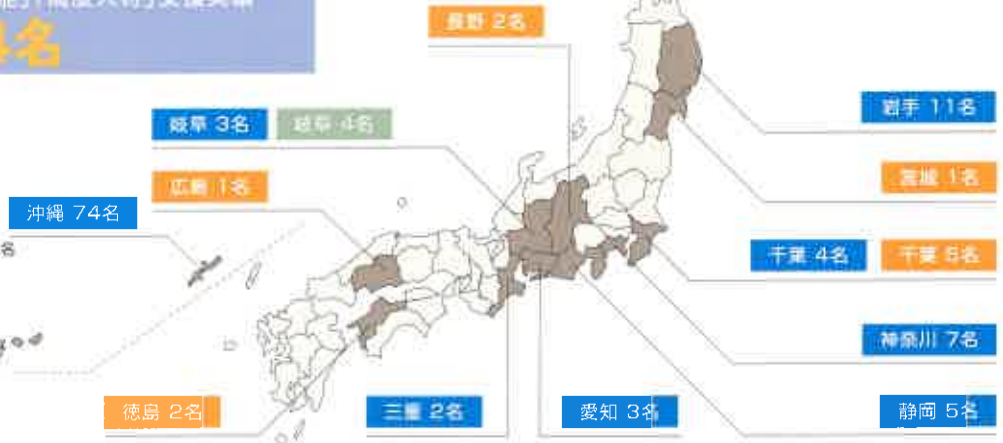 長野 2名
岩手 11名
岐阜 3名 岐阜 4名
宮城 1名
広島 1名
沖縄 74名
名
千葉 4名 千葉 5名
神奈川 7名
徳島 2名
三重 2名
愛知 3名
静岡 5名